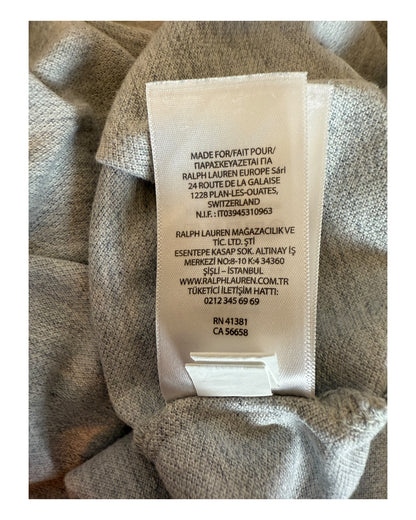 MADE FOR/FAIT POUR/
ΠΑΡΑΣΚΕΥΑΖΕΤΑΙ ΓΙΑ
RALPH LAUREN EUROPE Sárl
24 ROUTE DE LA GALAISE
1228 PLAN-LES-OUATES,
SWITZERLAND
N.I.F. : IT03945310963
RALPH LAUREN MAĞAZACILIK VE
TİC. LTD. ŞTİ
ESENTEPE KASAP SOK. ALTINAY İŞ
MERKEZİ NO:8-10 K:4 34360
ŞİŞLİ – İSTANBUL
WWW.RALPHLAUREN.COM.TR
TÜKETİCİ İLETİŞİM HATTI:
0212 345 69 69
RN 41381
CA 56658